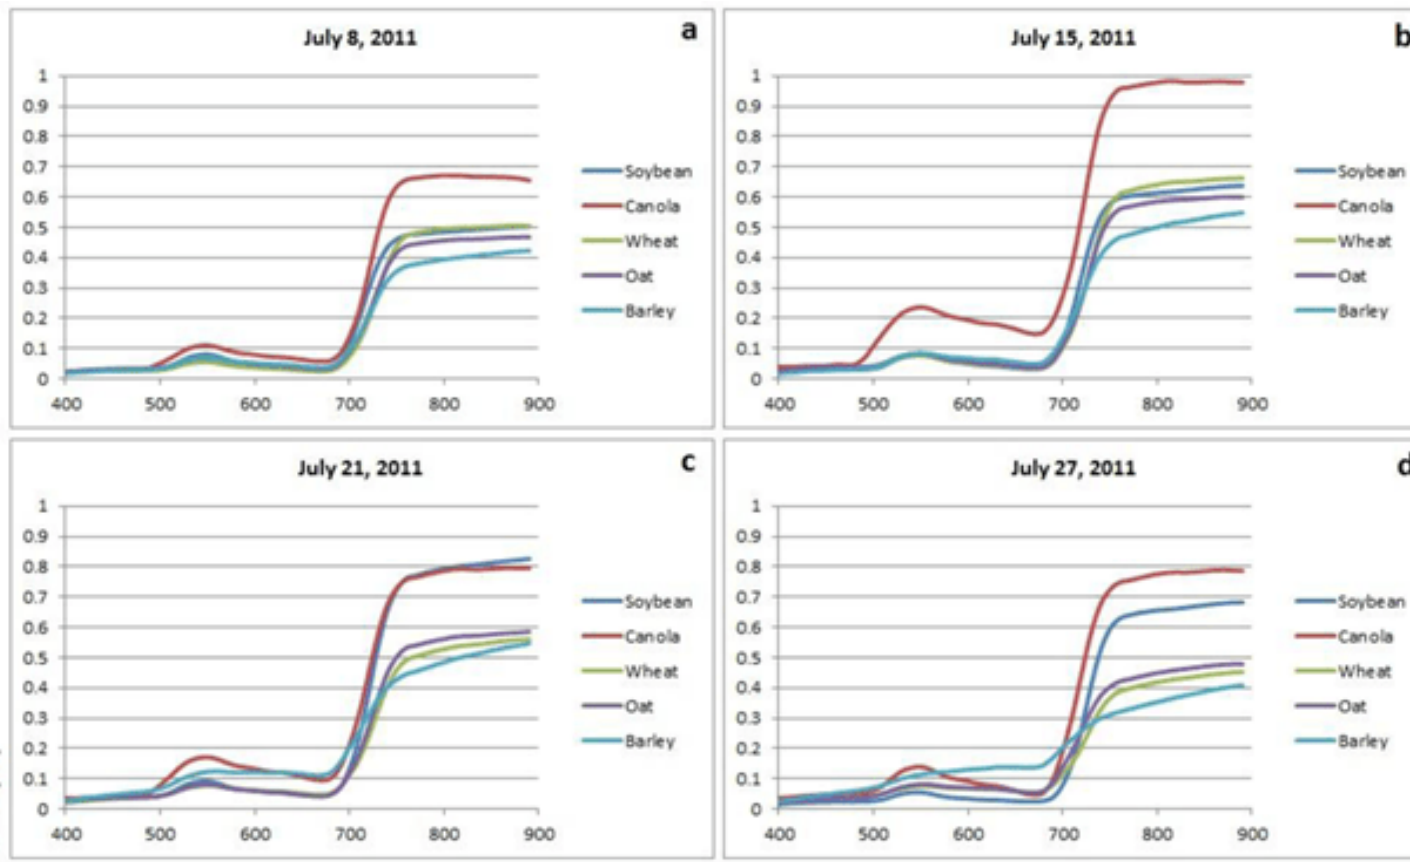 July 8, 2011
a
1
0.9
0.8
0.7
0.6
0.5
0.4
0.3
0.2
0.1
0
400 500 600 700 800 900
Soybean
Canola
Wheat
Oat
Barley
July 15, 2011
b
1
0.9
0.8
0.7
0.6
0.5
0.4
0.3
0.2
0.1
0
400 500 600 700 800 900
Soybean
Canola
Wheat
Oat
Barley
July 21, 2011
c
1
0.9
0.8
0.7
0.6
0.5
0.4
0.3
0.2
0.1
0
400 500 600 700 800 900
Soybean
Canola
Wheat
Oat
Barley
July 27, 2011
d
1
0.9
0.8
0.7
0.6
0.5
0.4
0.3
0.2
0.1
0
400 500 600 700 800 900
Soybean
Canola
Wheat
Oat
Barley